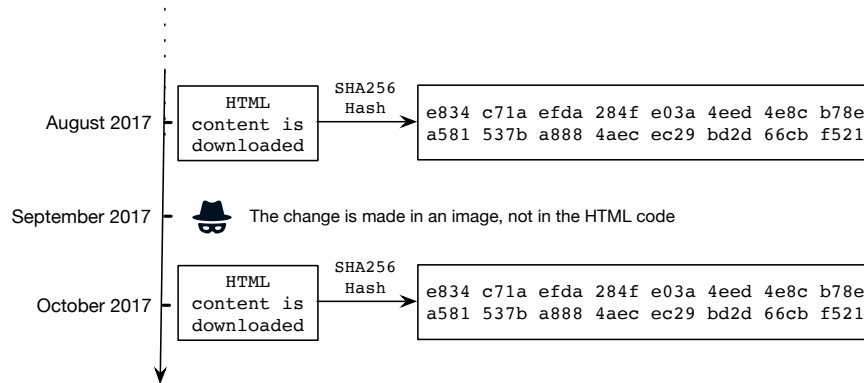 August 2017
HTML
content is
downloaded
SHA256
Hash
e834 c71a efda 284f e03a 4eed 4e8c b78e
a581 537b a888 4aec ec29 bd2d 66cb f521
September 2017
The change is made in an image, not in the HTML code
October 2017
HTML
content is
downloaded
SHA256
Hash
e834 c71a efda 284f e03a 4eed 4e8c b78e
a581 537b a888 4aec ec29 bd2d 66cb f521